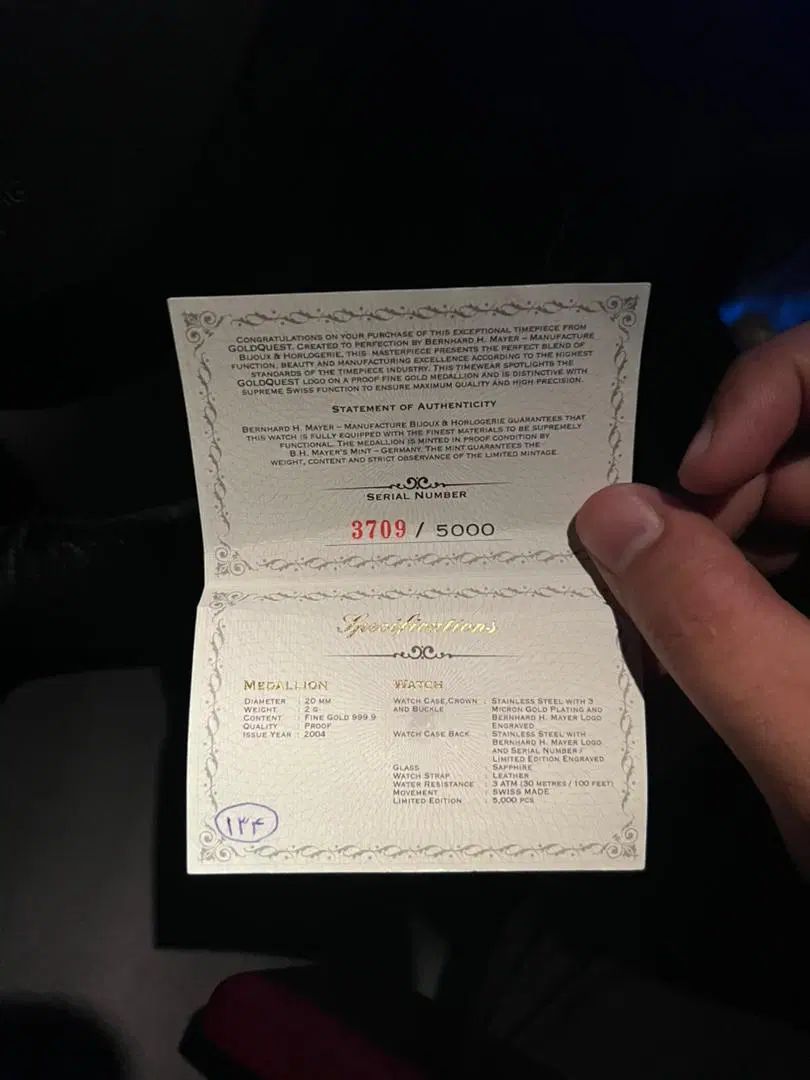 CONGRATULATIONS ON YOUR PURCHASE OF THIS EXCEPTIONAL TIMEPIECE FROM
GOLDQUEST. CREATED TO PERFECTION BY BERNHARD H. MAYER – MANUFACTURE
BIJOUX & HORLOGERIE, THIS MASTERPIECE PRESENTS THE PERFECT BLEND OF
FUNCTION, BEAUTY AND MANUFACTURING EXCELLENCE ACCORDING TO THE HIGHEST
STANDARDS OF THE TIMEPIECE INDUSTRY. THIS TIMEWEAR SPOTLIGHTS THE
GOLDQUEST LOGO ON A PROOF FINE GOLD MEDALLION AND IS DISTINCTIVE WITH
SUPREME SWISS FUNCTION TO ENSURE MAXIMUM QUALITY AND HIGH PRECISION.
STATEMENT OF AUTHENTICITY
BERNHARD H. MAYER – MANUFACTURE BIJOUX & HORLOGERIE GUARANTEES THAT
THIS WATCH IS FULLY EQUIPPED WITH THE FINEST MATERIALS TO BE SUPREMELY
FUNCTIONAL. THE MEDALLION IS MINTED IN PROOF CONDITION BY
B.H. MAYER'S MINT – GERMANY. THE MINT GUARANTEES THE
WEIGHT, CONTENT AND STRICT OBSERVANCE OF THE LIMITED MINTAGE.
SERIAL NUMBER
3709 / 5000
Specifications
MEDALLION
DIAMETER : 20 MM
WEIGHT : 2 G
CONTENT : FINE GOLD 999.9
QUALITY : PROOF
ISSUE YEAR : 2004
WATCH
WATCH CASE,CROWN : STAINLESS STEEL WITH 3
AND BUCKLE MICRON GOLD PLATING AND
BERNHARD H. MAYER LOGO
ENGRAVED
WATCH CASE BACK : STAINLESS STEEL WITH
BERNHARD H. MAYER LOGO
AND SERIAL NUMBER /
LIMITED EDITION ENGRAVED
GLASS : SAPPHIRE
WATCH STRAP : LEATHER
WATER RESISTANCE : 3 ATM (30 METRES / 100 FEET)
MOVEMENT : SWISS MADE
LIMITED EDITION : 5,000 PCS
۱۳۴